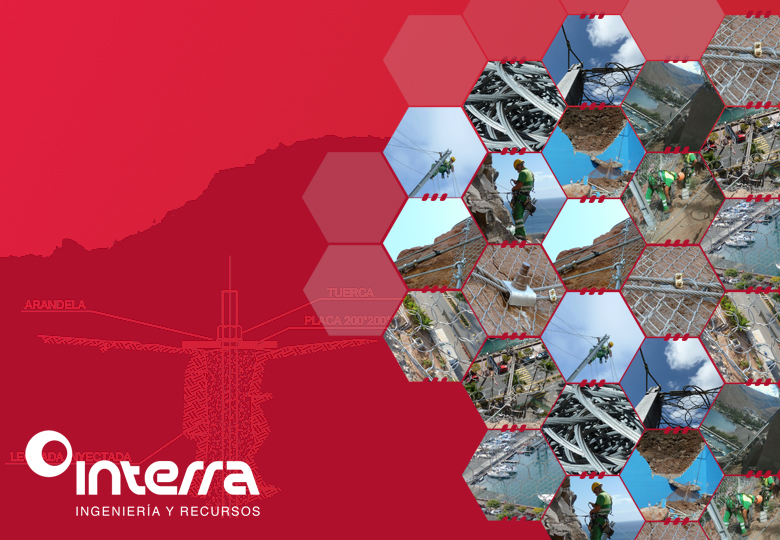 ARANDELA
TUERCA
PLACA 200*200*
interra
INGENIERÍA Y RECURSOS